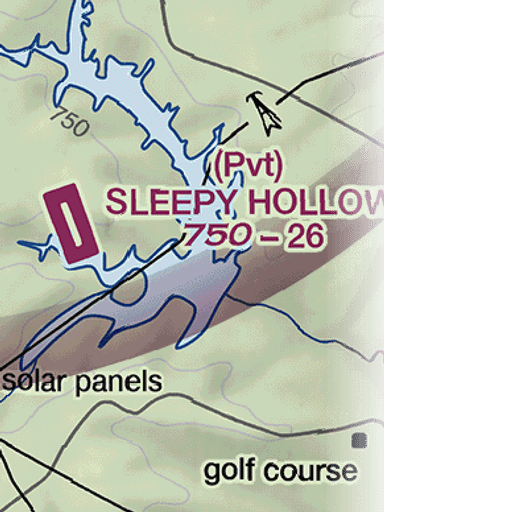 750
(Pvt)
SLEEPY HOLLOW
750 – 26
solar panels
golf course